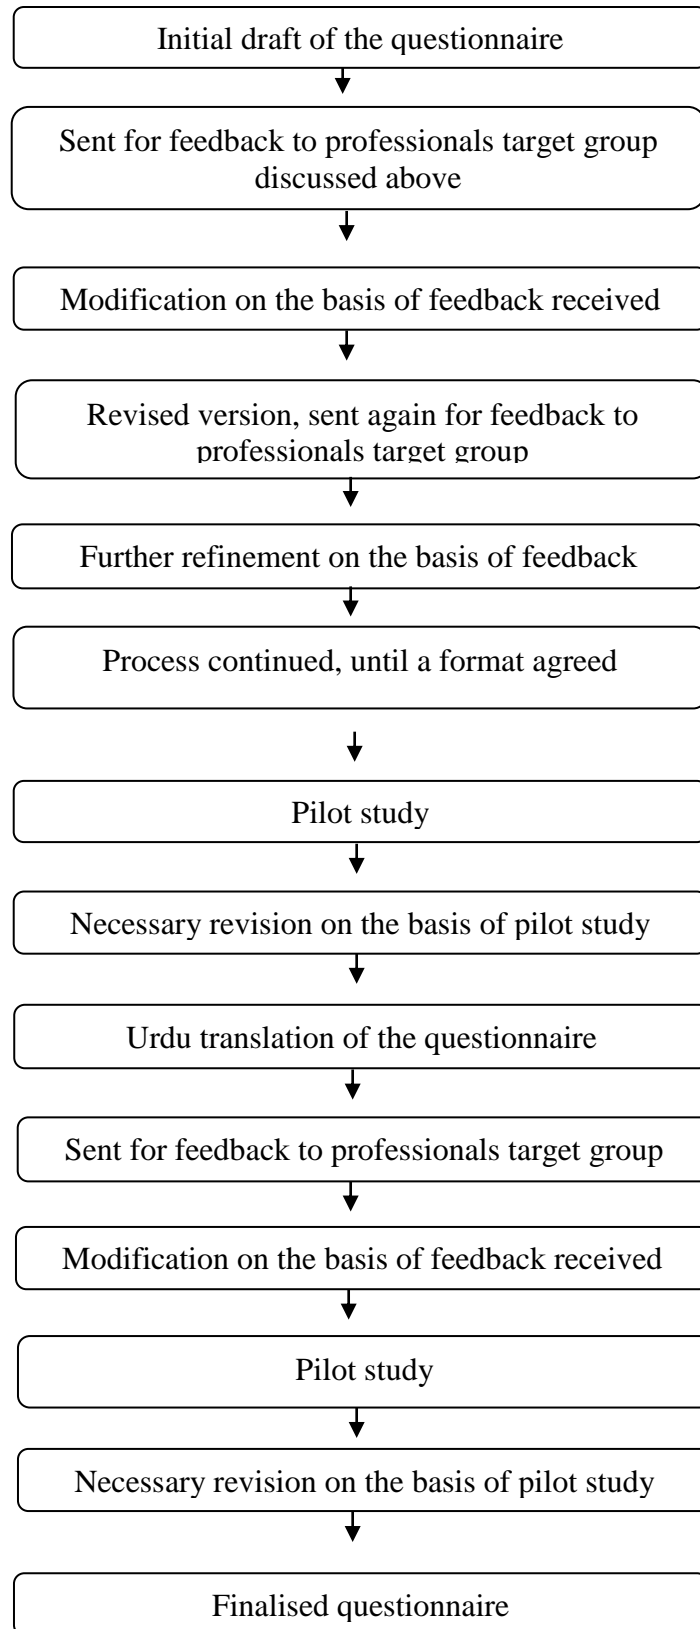 Initial draft of the questionnaire
Sent for feedback to professionals target group
discussed above
Modification on the basis of feedback received
Revised version, sent again for feedback to
professionals target group
Further refinement on the basis of feedback
Process continued, until a format agreed
Pilot study
Necessary revision on the basis of pilot study
Urdu translation of the questionnaire
Sent for feedback to professionals target group
Modification on the basis of feedback received
Pilot study
Necessary revision on the basis of pilot study
Finalised questionnaire